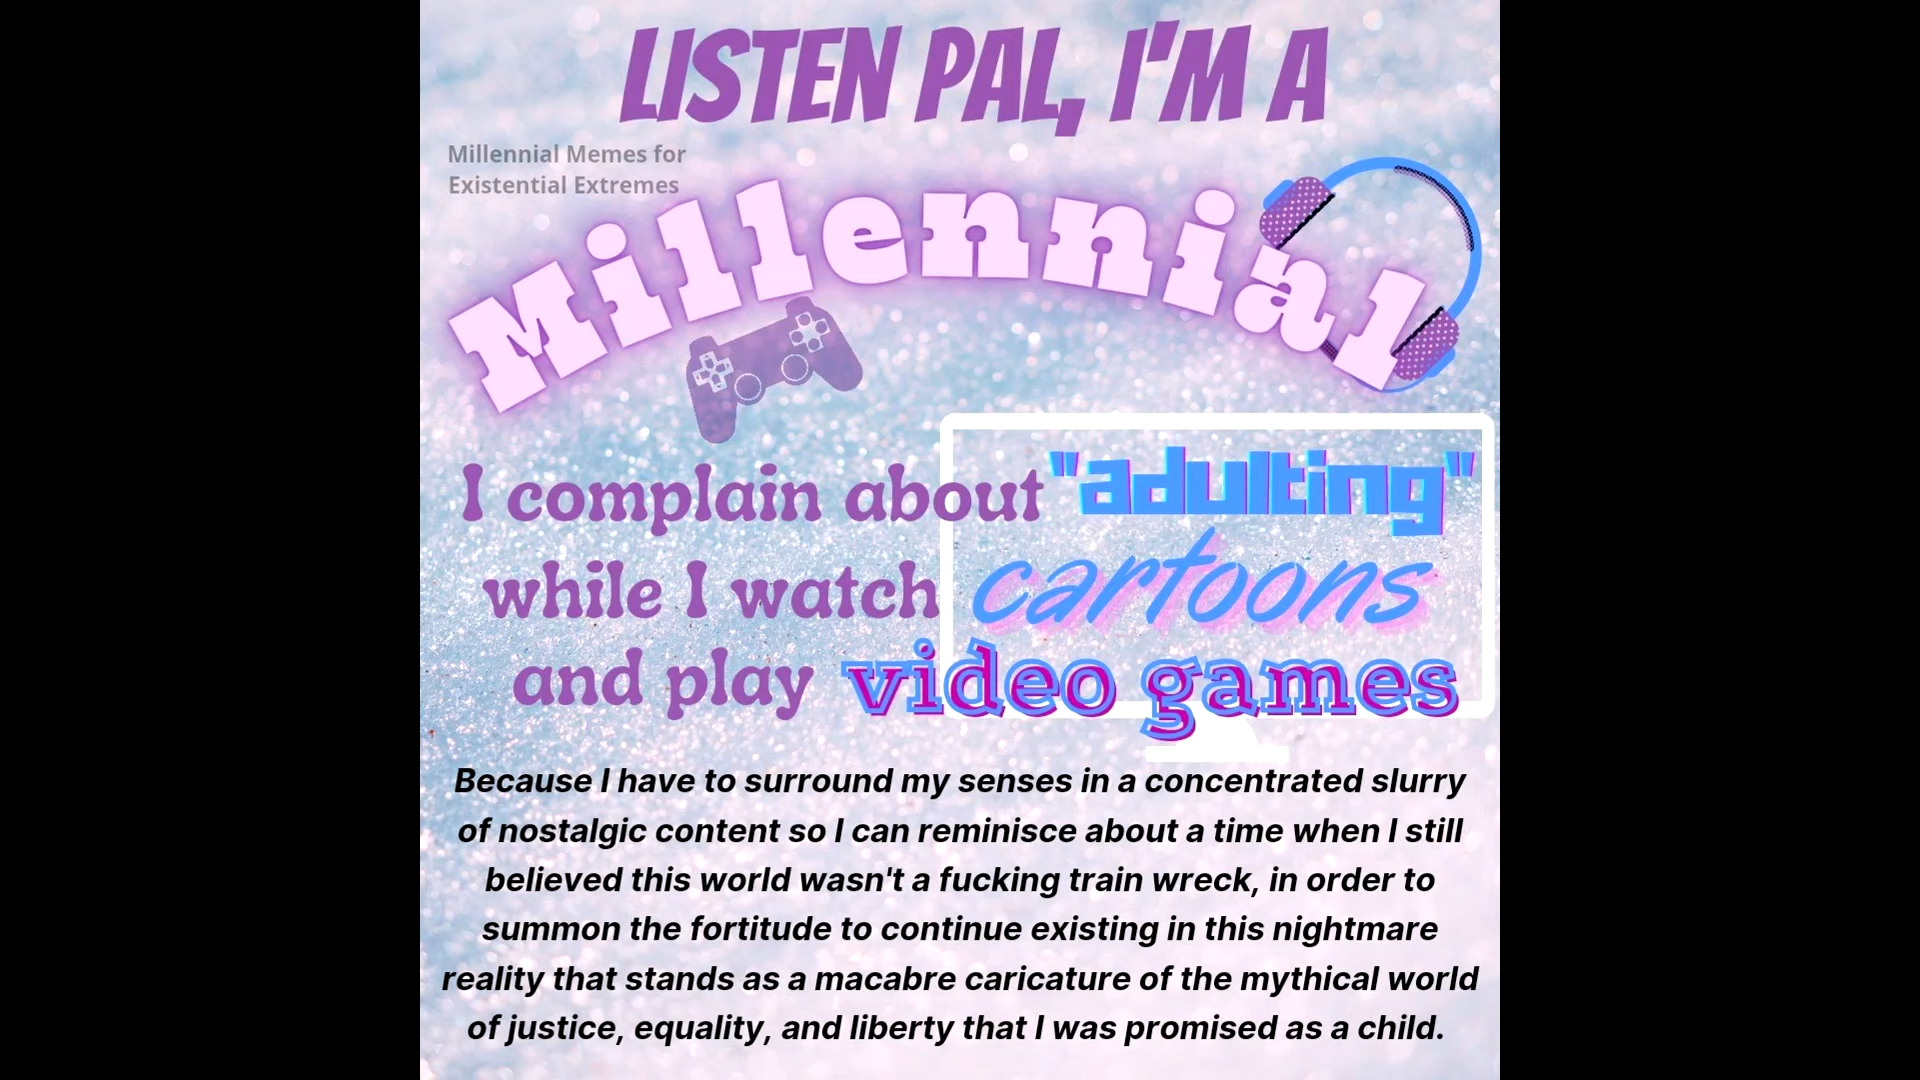 LISTEN PAL, I'M A
Millennial Memes for
Existential Extremes
Millennial
I complain about "adulting"
while I watch cartoons
and play video games
Because I have to surround my senses in a concentrated slurry
of nostalgic content so I can reminisce about a time when I still
believed this world wasn't a fucking train wreck, in order to
summon the fortitude to continue existing in this nightmare
reality that stands as a macabre caricature of the mythical world
of justice, equality, and liberty that I was promised as a child.